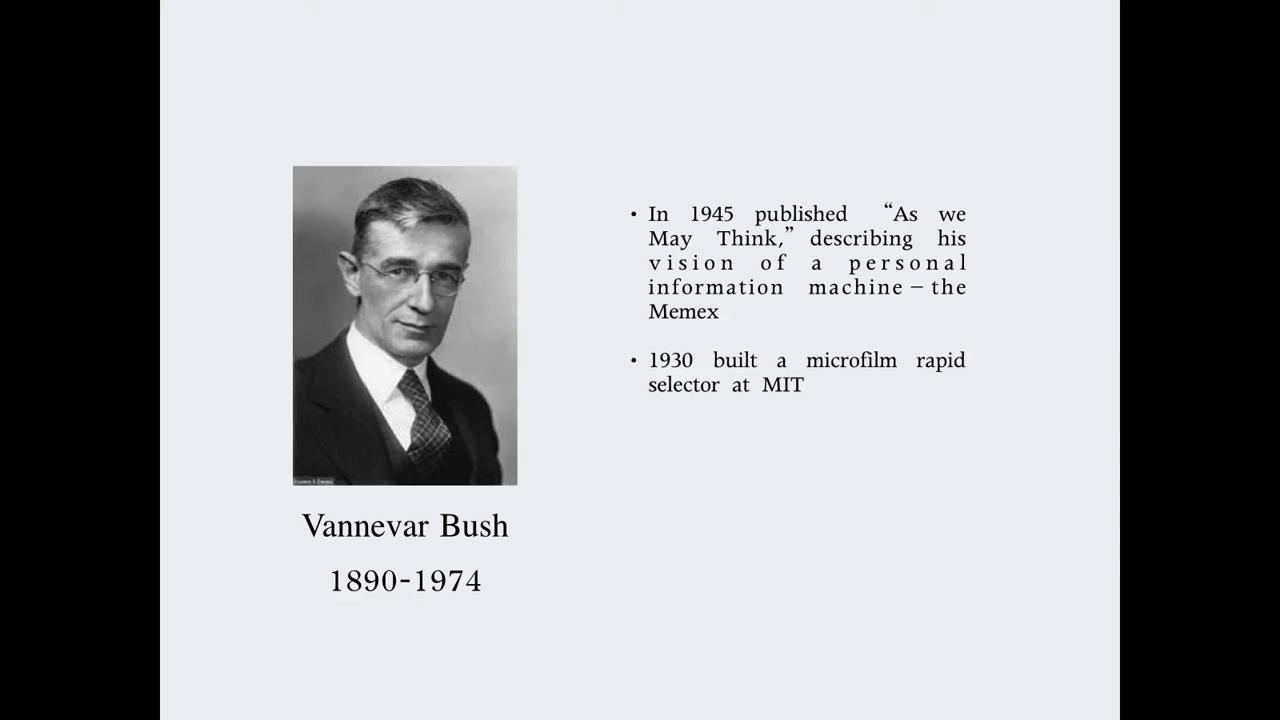 In 1945 published “As we
May Think,” describing his
vision of a personal
information machine – the
Memex
1930 built a microfilm rapid
selector at MIT
Vannevar Bush
1890-1974